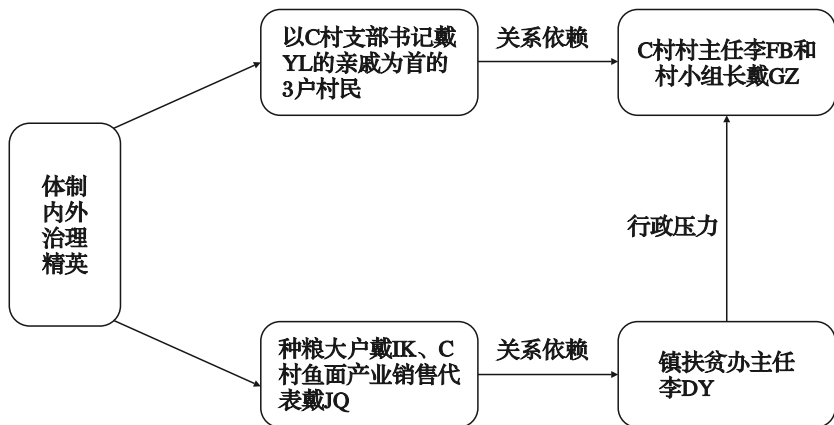 以C村支部书记戴
YL的亲戚为首的
3户村民
关系依赖
C村村主任李FB和
村小组长戴GZ
体制
内外
治理
精英
行政压力
种粮大户戴IK、C
村鱼面产业销售代
表戴JQ
关系依赖
镇扶贫办主任
李DY